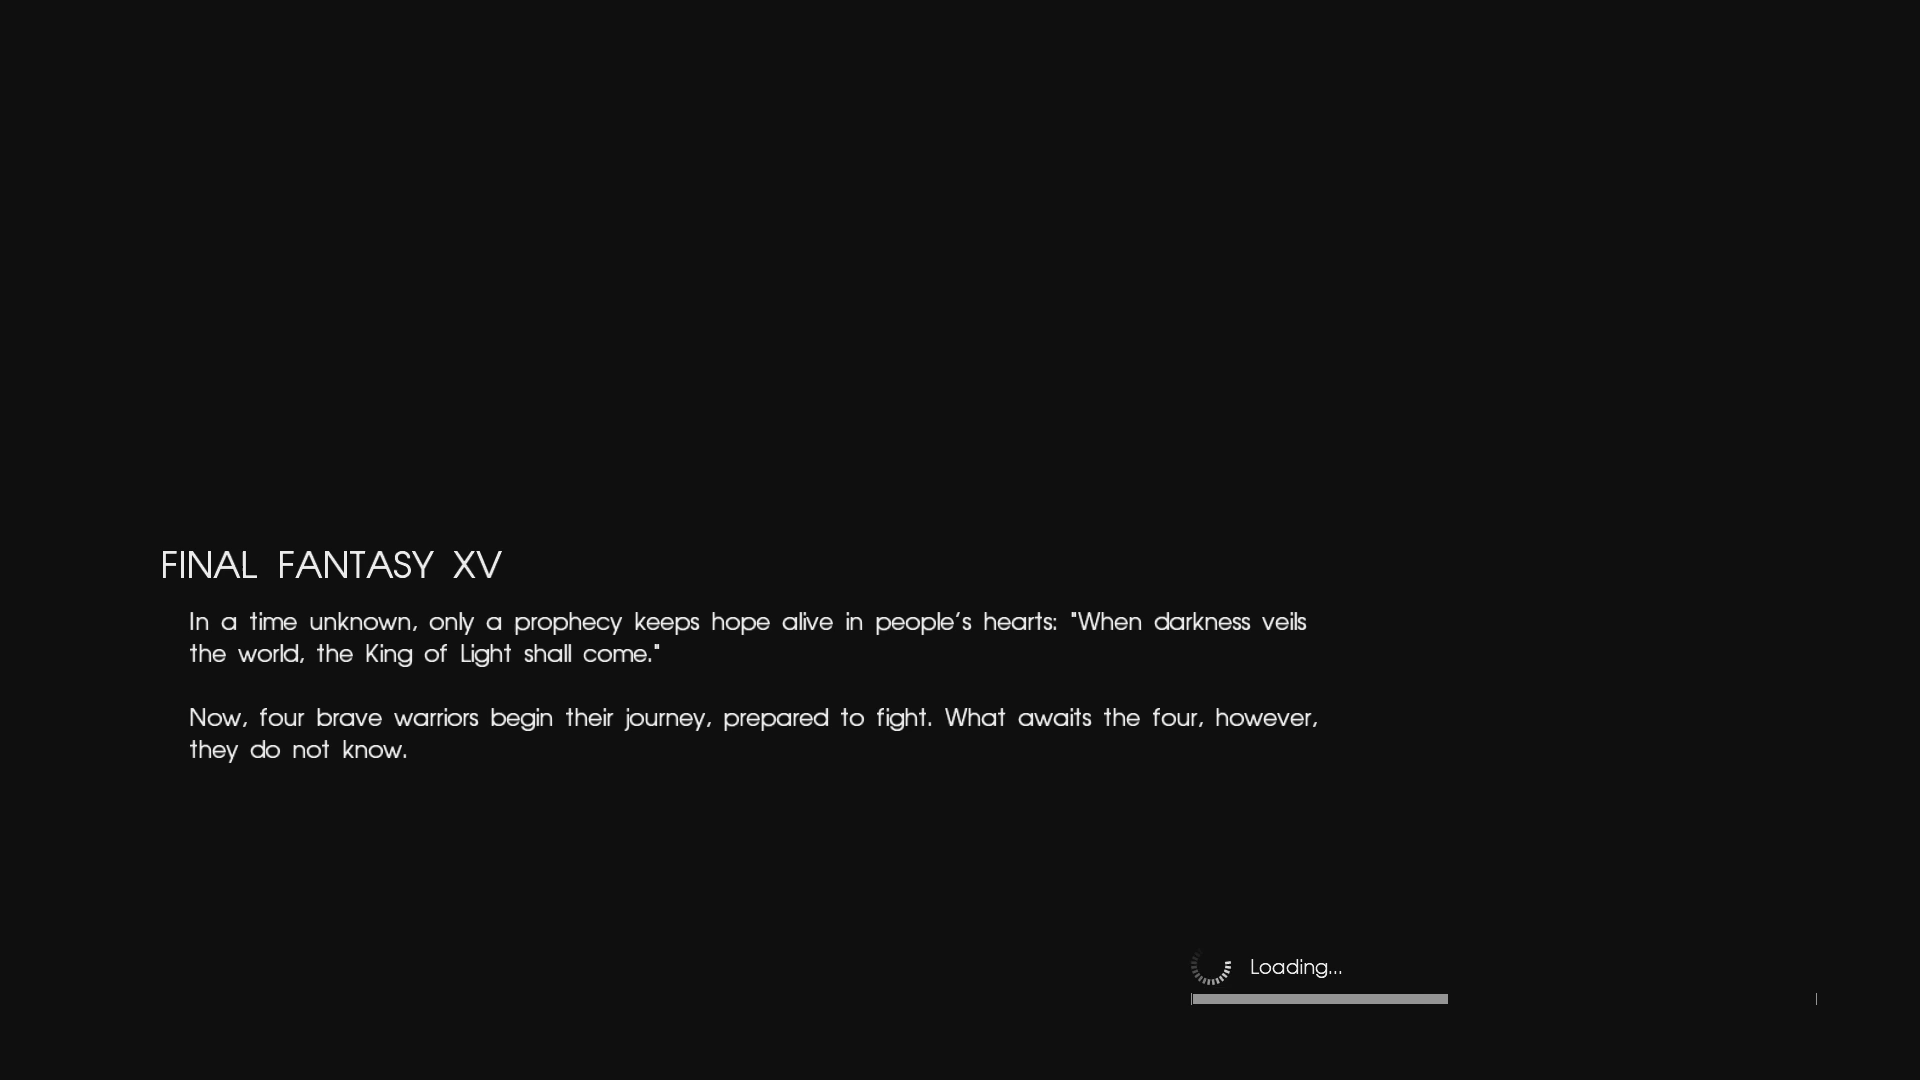 FINAL FANTASY XV
In a time unknown, only a prophecy keeps hope alive in people’s hearts: "When darkness veils
the world, the King of Light shall come."
Now, four brave warriors begin their journey, prepared to fight. What awaits the four, however,
they do not know.
Loading...